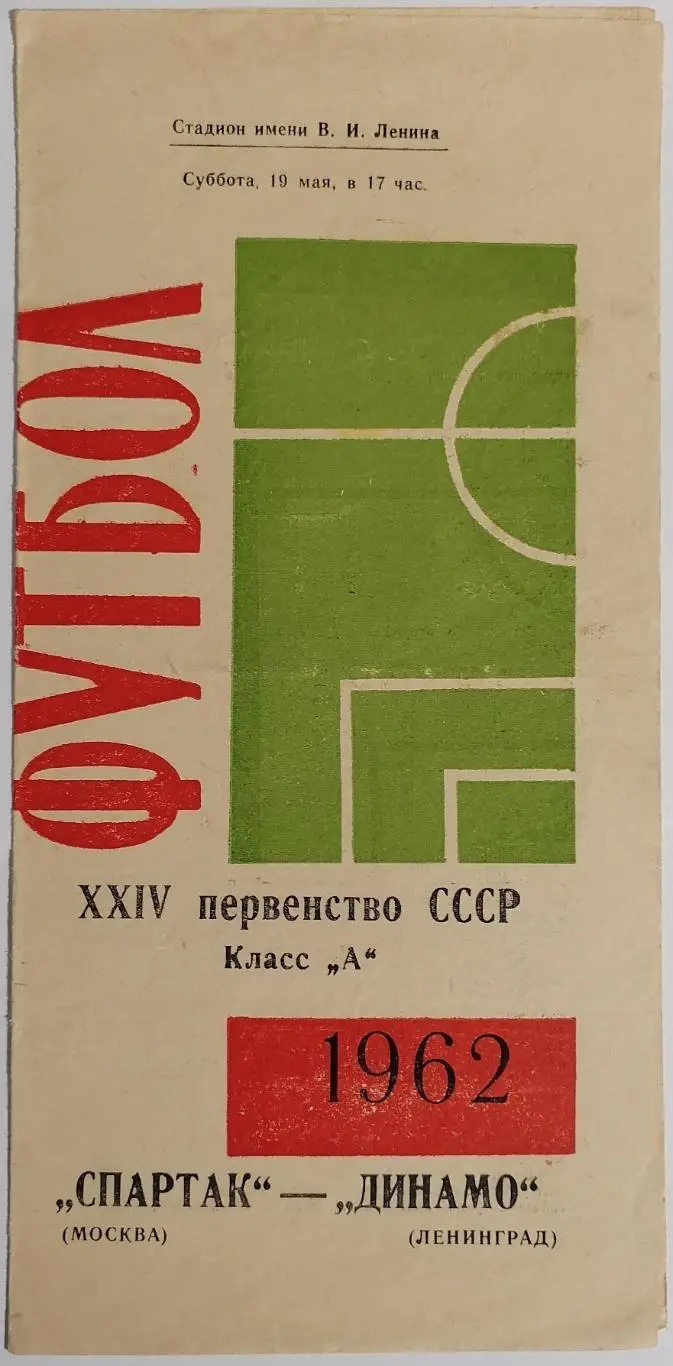 Стадион имени В. И. Ленина
Суббота, 19 мая, в 17 час.
ФУТБОЛ
XXIV первенство СССР
Класс „А“
1962
„СПАРТАК“ — „ДИНАМО“
(МОСКВА) (ЛЕНИНГРАД)